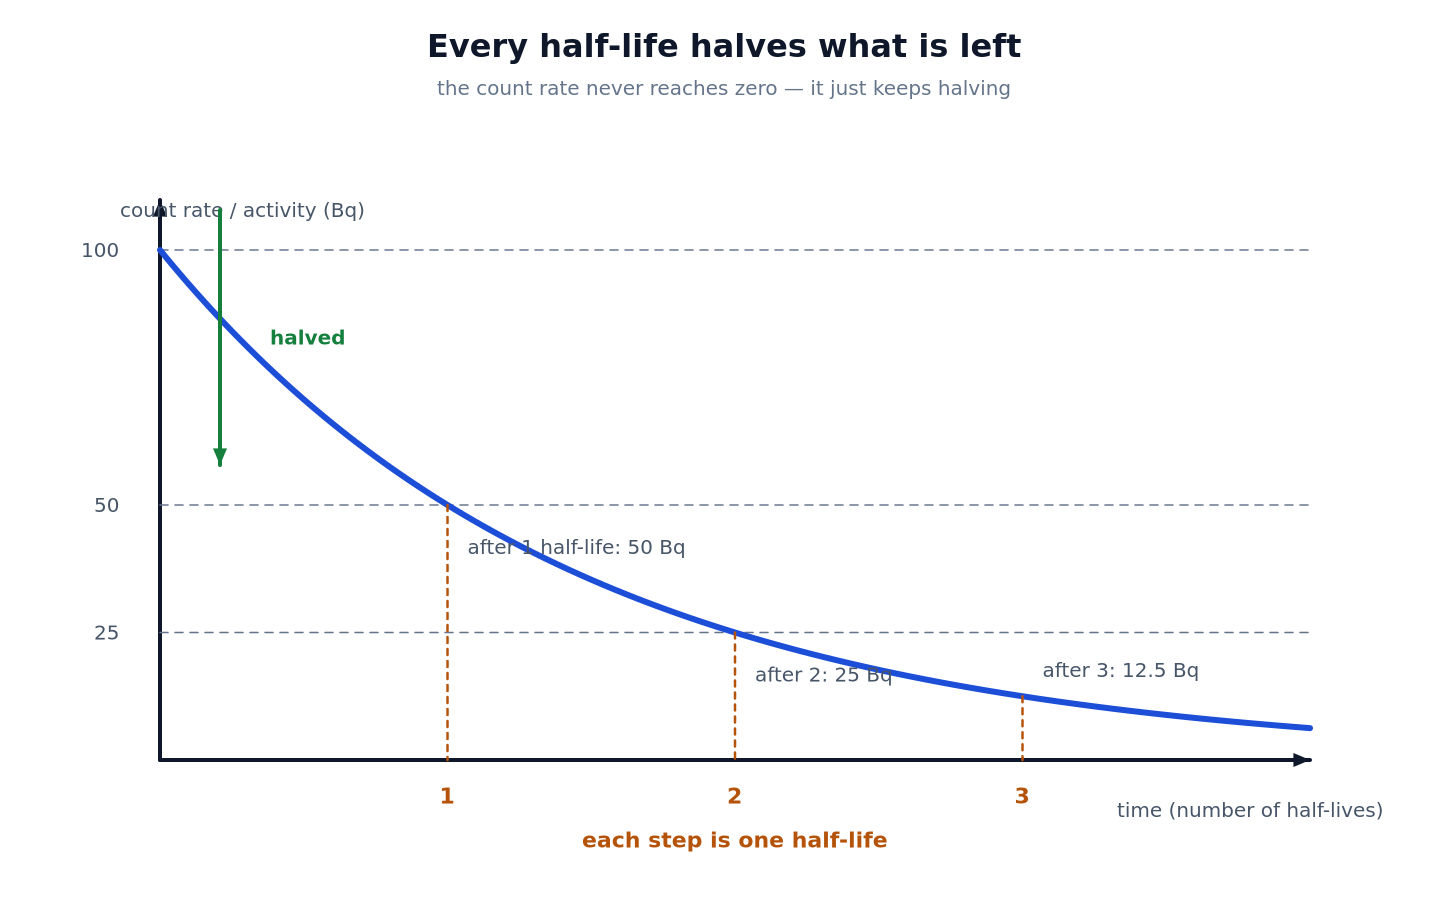 Every half-life halves what is left
the count rate never reaches zero — it just keeps halving
count rate / activity (Bq)
100
halved
50
after 1 half-life: 50 Bq
25
after 2: 25 Bq
after 3: 12.5 Bq
1
2
3
time (number of half-lives)
each step is one half-life